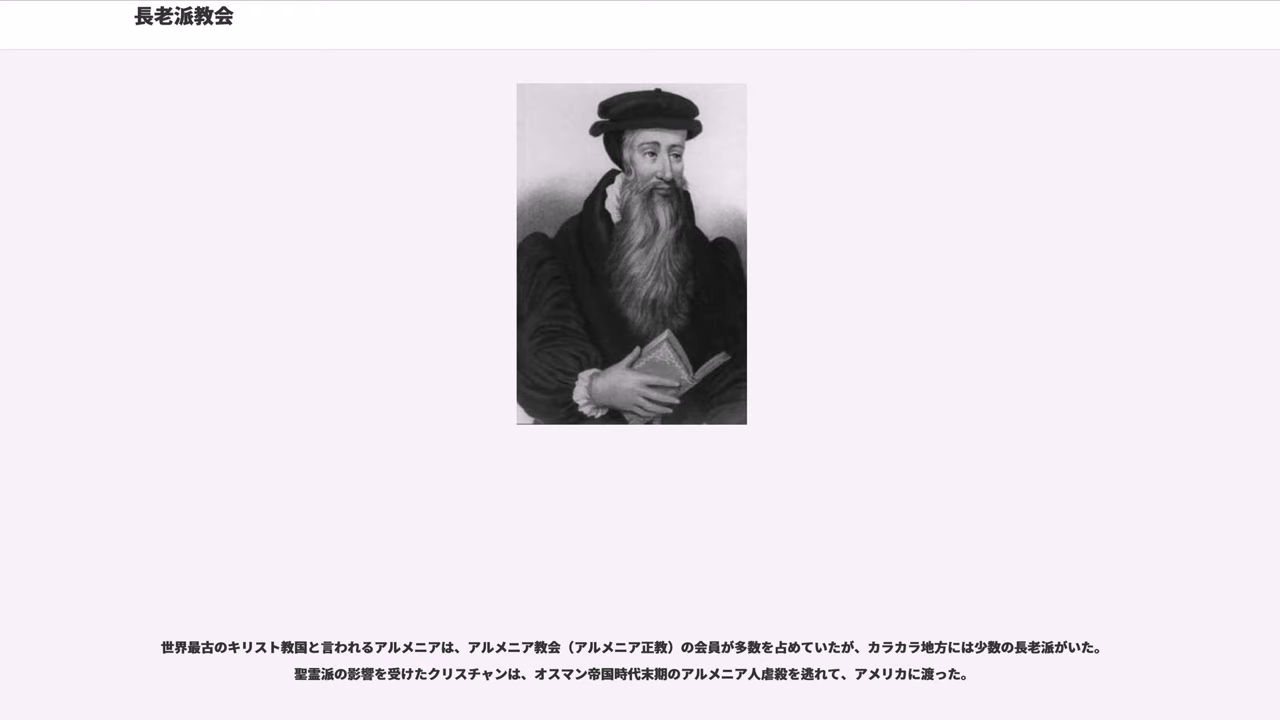 長老派教会
世界最古のキリスト教国と言われるアルメニアは、アルメニア教会（アルメニア正教）の会員が多数を占めていたが、カラカラ地方には少数の長老派がいた。
聖霊派の影響を受けたクリスチャンは、オスマン帝国時代末期のアルメニア人虐殺を逃れて、アメリカに渡った。